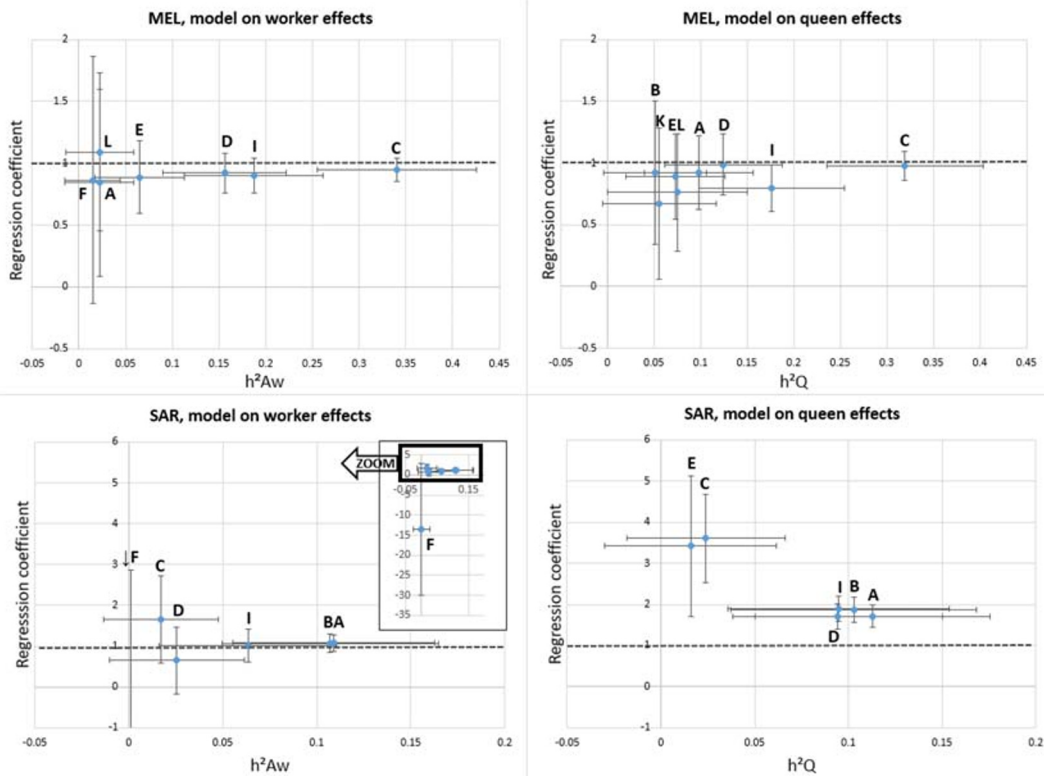 MEL, model on worker effects
2
1.5
1
0.5
0
-0.5
Regression coefficient
L
E
D
I
C
F
A
-0.05
0
0.05
0.1
0.15
0.2
0.25
0.3
0.35
0.4
0.45
h²Aw
MEL, model on queen effects
2
1.5
1
0.5
0
-0.5
Regression coefficient
B
K
EL
A
D
I
C
-0.05
0
0.05
0.1
0.15
0.2
0.25
0.3
0.35
0.4
0.45
h²Q
SAR, model on worker effects
6
5
4
3
2
1
0
-1
Regresssion coefficient
↓F
C
D
I
BA
ZOOM
5
0
-0.05
0.15
-5
-10
-15
-20
-25
-30
-35
F
-0.05
0
0.05
0.1
0.15
0.2
h²Aw
SAR, model on queen effects
6
5
4
3
2
1
0
-1
Regression coefficient
E
C
I
B
A
D
-0.05
0
0.05
0.1
0.15
0.2
h²Q